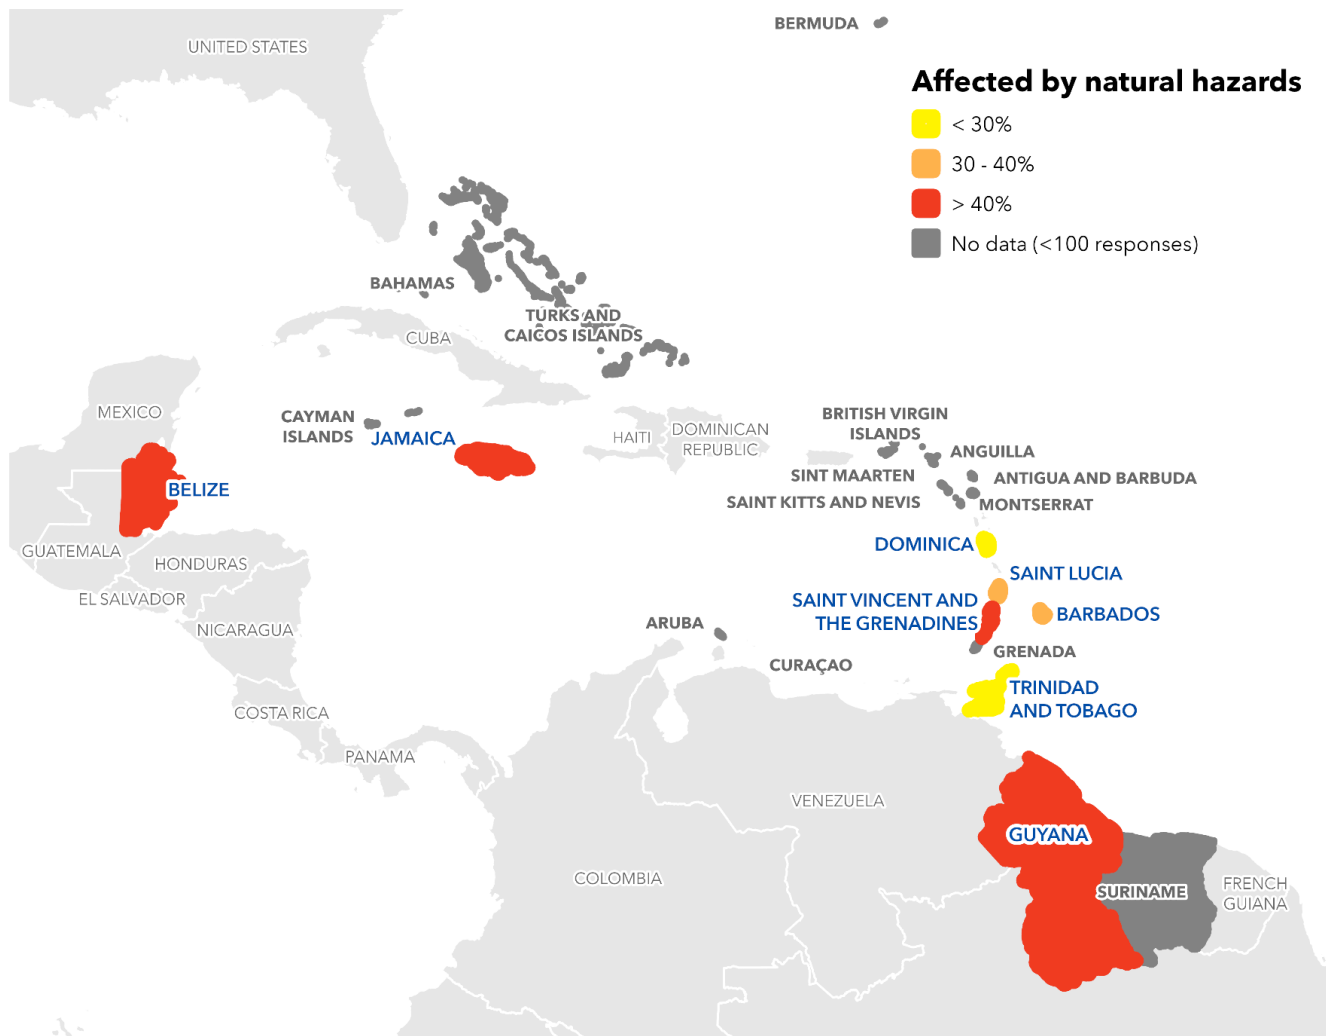 BERMUDA
UNITED STATES
Affected by natural hazards
< 30%
30 - 40%
> 40%
No data (<100 responses)
BAHAMAS
TURKS AND
CAICOS ISLANDS
CUBA
MEXICO
CAYMAN
ISLANDS
JAMAICA
HAITI
DOMINICAN
REPUBLIC
BRITISH VIRGIN
ISLANDS
ANGUILLA
SINT MAARTEN
ANTIGUA AND BARBUDA
SAINT KITTS AND NEVIS
MONTSERRAT
BELIZE
GUATEMALA
HONDURAS
EL SALVADOR
NICARAGUA
DOMINICA
SAINT LUCIA
SAINT VINCENT AND
THE GRENADINES
BARBADOS
ARUBA
GRENADA
CURAÇAO
TRINIDAD
AND TOBAGO
COSTA RICA
PANAMA
VENEZUELA
GUYANA
COLOMBIA
SURINAME
FRENCH
GUIANA